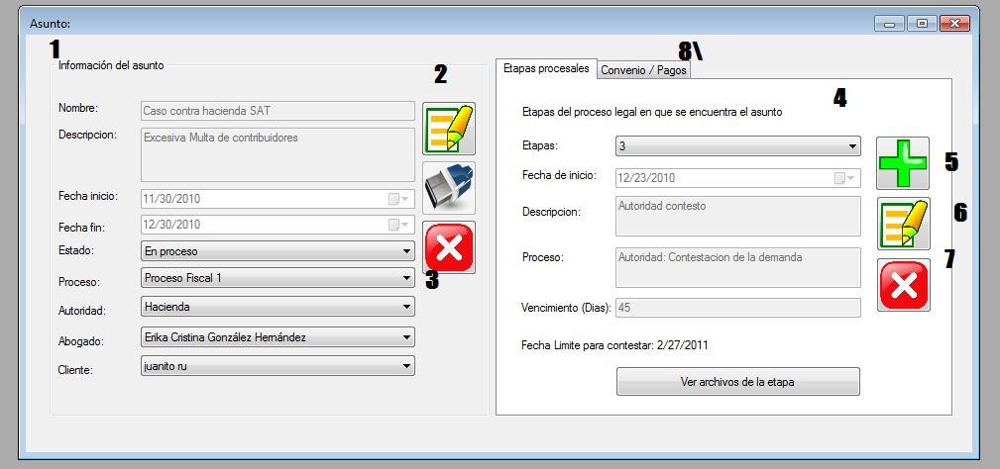 Asunto:
1
Información del asunto
2
Nombre:
Caso contra hacienda SAT
Descripcion:
Excesiva Multa de contribuidores
Fecha inicio:
11/30/2010
Fecha fin:
12/30/2010
Estado:
En proceso
3
Proceso:
Proceso Fiscal 1
Autoridad:
Hacienda
Abogado:
Erika Cristina González Hernández
Cliente:
juanito ru
8\
Etapas procesales
Convenio / Pagos
4
Etapas del proceso legal en que se encuentra el asunto
Etapas:
3
5
Fecha de inicio:
12/23/2010
Descripcion:
Autoridad contesto
6
Proceso:
Autoridad: Contestacion de la demanda
7
Vencimiento (Dias):
45
Fecha Limite para contestar: 2/27/2011
Ver archivos de la etapa